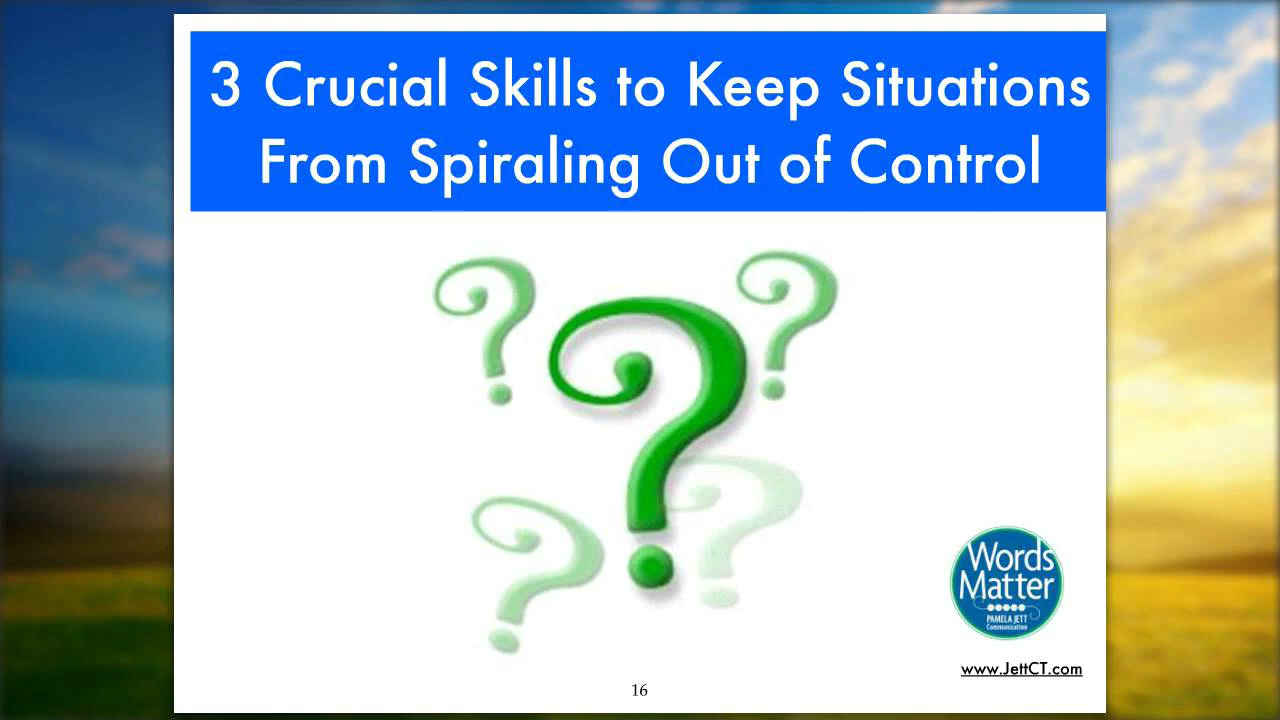 3 Crucial Skills to Keep Situations
From Spiraling Out of Control
Words
Matter
PAMELA JETT
Communication
www.JettCT.com
16